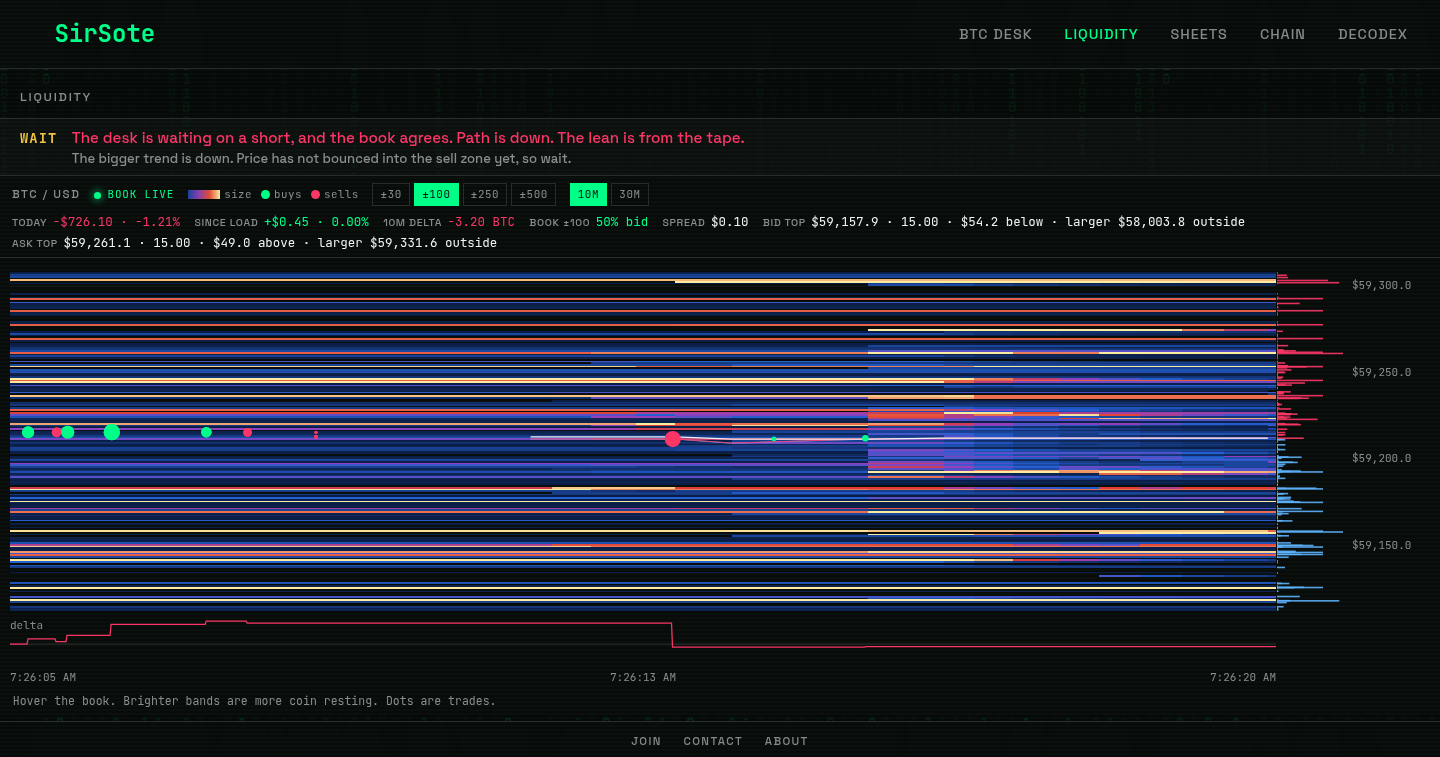 SirSote
BTC DESK LIQUIDITY SHEETS CHAIN DECODEX
LIQUIDITY
WAIT The desk is waiting on a short, and the book agrees. Path is down. The lean is from the tape.
The bigger trend is down. Price has not bounced into the sell zone yet, so wait.
BTC / USD BOOK LIVE size buys sells ±30 ±100 ±250 ±500 10M 30M
TODAY -$726.10 · -1.21% SINCE LOAD +$0.45 · 0.00% 10M DELTA -3.20 BTC BOOK ±100 50% bid SPREAD $0.10 BID TOP $59,157.9 · 15.00 · $54.2 below · larger $58,003.8 outside
ASK TOP $59,261.1 · 15.00 · $49.0 above · larger $59,331.6 outside
$59,300.0
$59,250.0
$59,200.0
$59,150.0
delta
7:26:05 AM 7:26:13 AM 7:26:20 AM
Hover the book. Brighter bands are more coin resting. Dots are trades.
JOIN CONTACT ABOUT